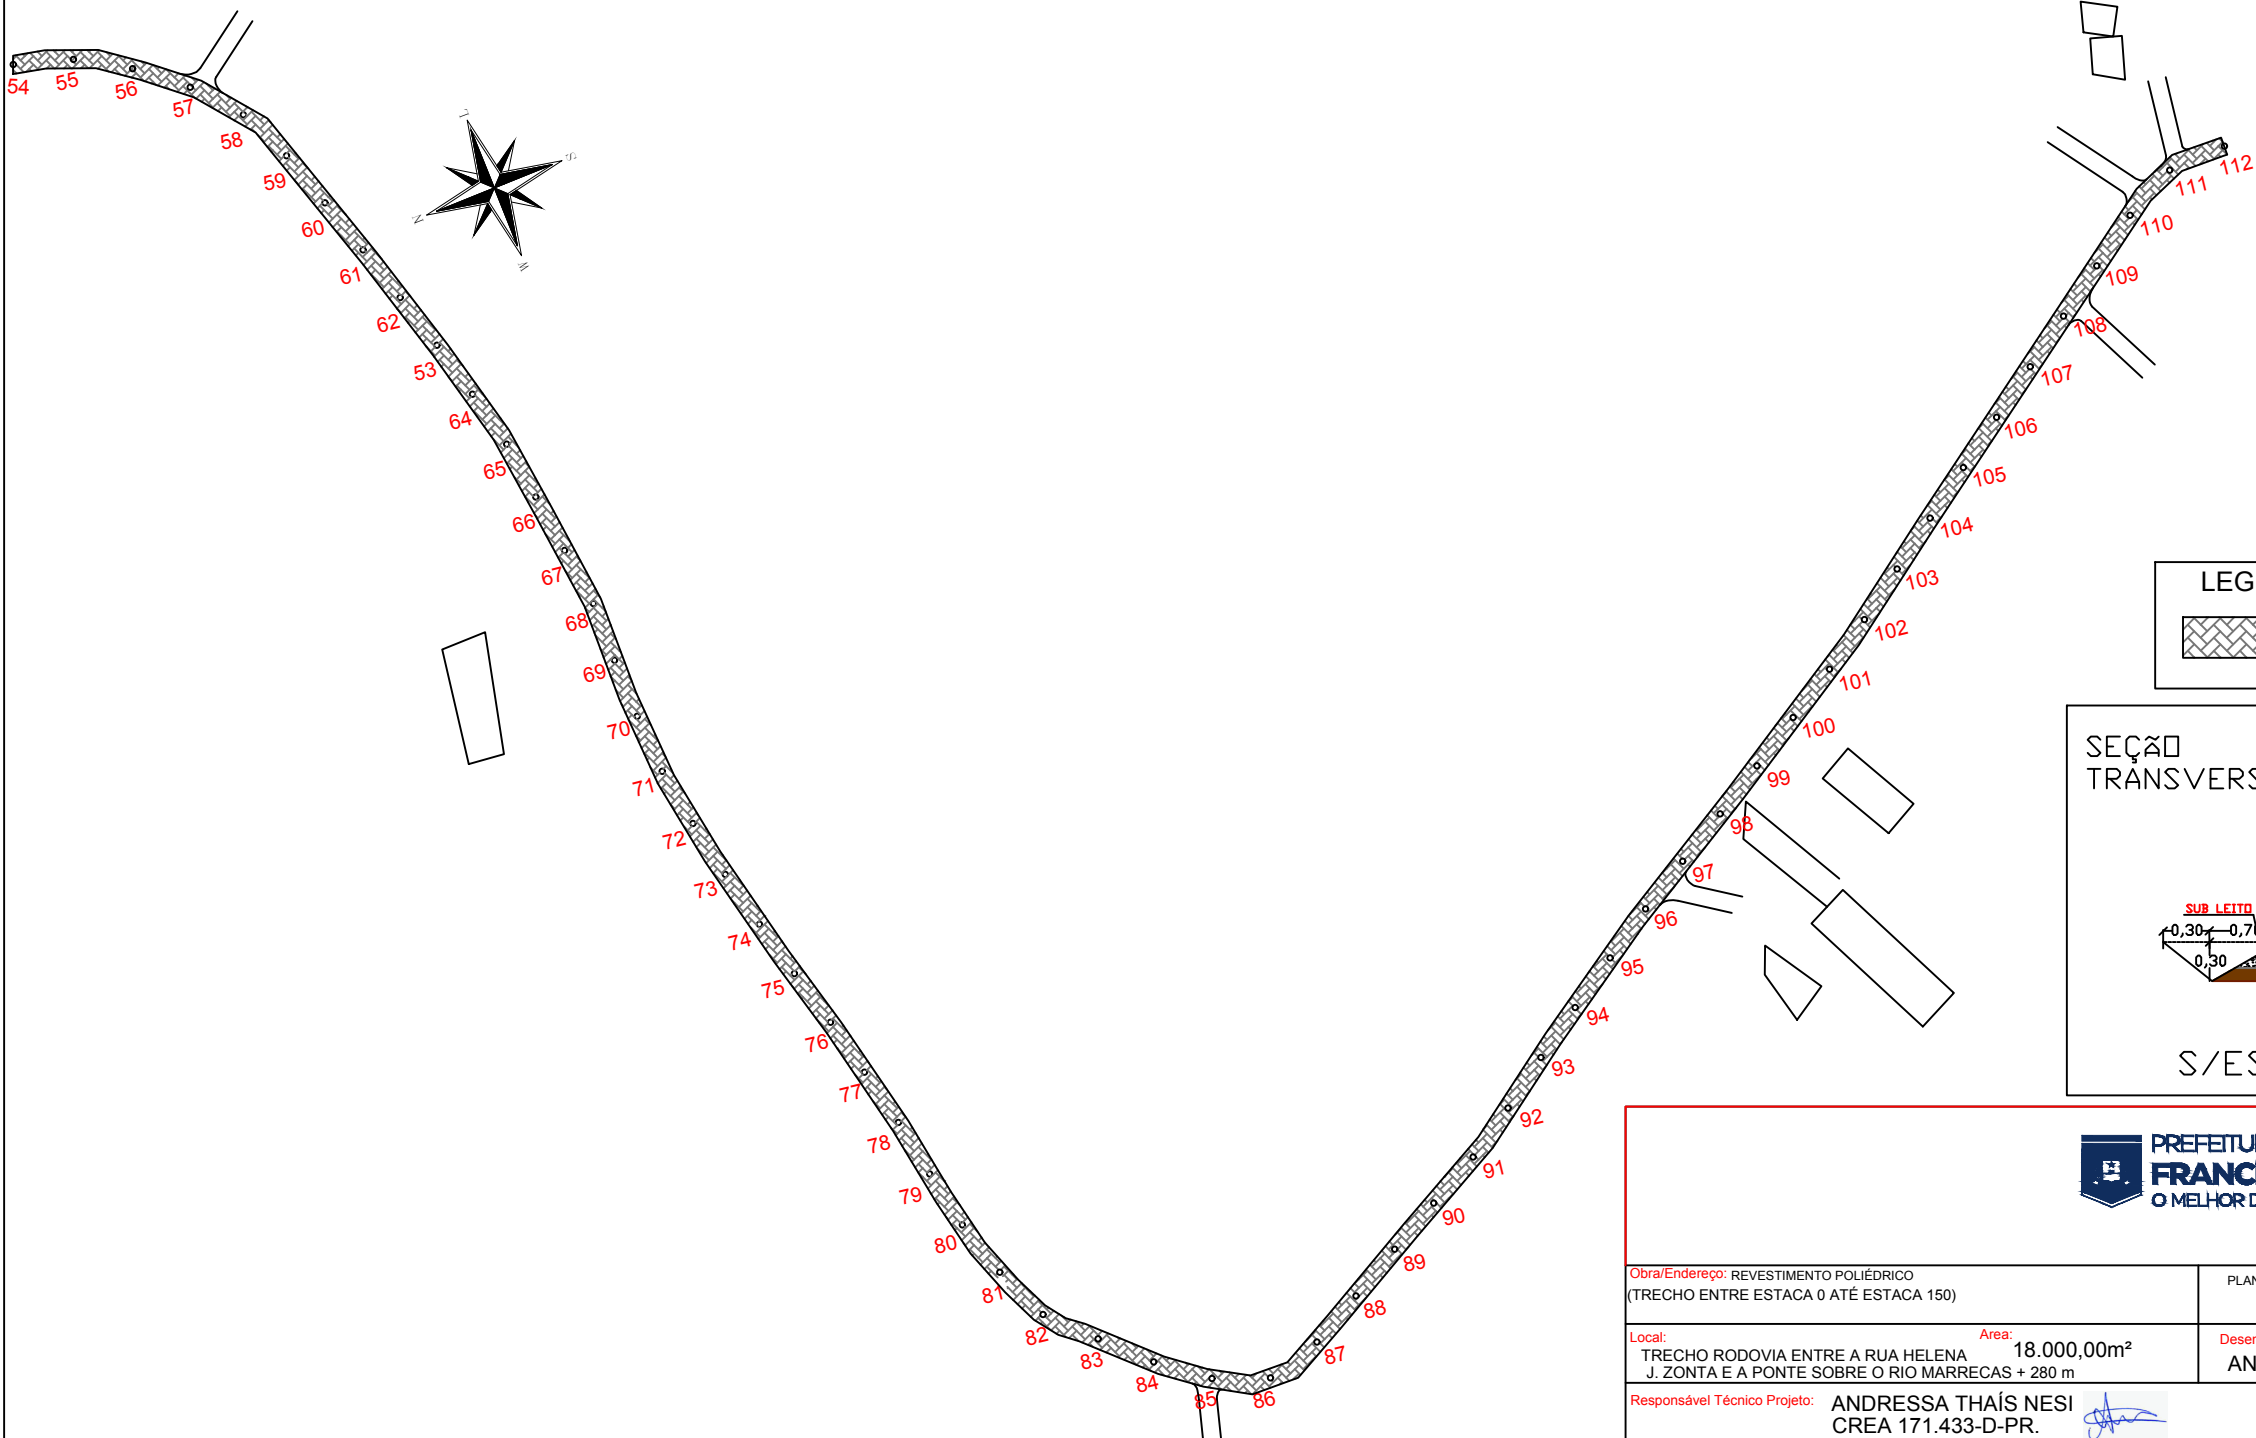 54
55
56
57
58
59
60
61
62
53
64
65
66
67
68
69
70
71
72
73
74
75
76
77
78
79
80
81
82
83
84
85
86
87
88
89
90
91
92
93
94
95
96
97
98
99
100
101
102
103
104
105
106
107
108
109
110
111
112
L
S
N
W
LEG
SEÇÃO
TRANSVERS
SUB LEITO
0,30 0,70
0,30
S/ES
PREFEITU
FRANC
O MELHOR D
Obra/Endereço: REVESTIMENTO POLIÉDRICO
(TRECHO ENTRE ESTACA 0 ATÉ ESTACA 150)
PLAN
Local:
Area: 18.000,00m²
TRECHO RODOVIA ENTRE A RUA HELENA
J. ZONTA E A PONTE SOBRE O RIO MARRECAS + 280 m
Desen
AN
Responsável Técnico Projeto: ANDRESSA THAÍS NESI
CREA 171.433-D-PR.